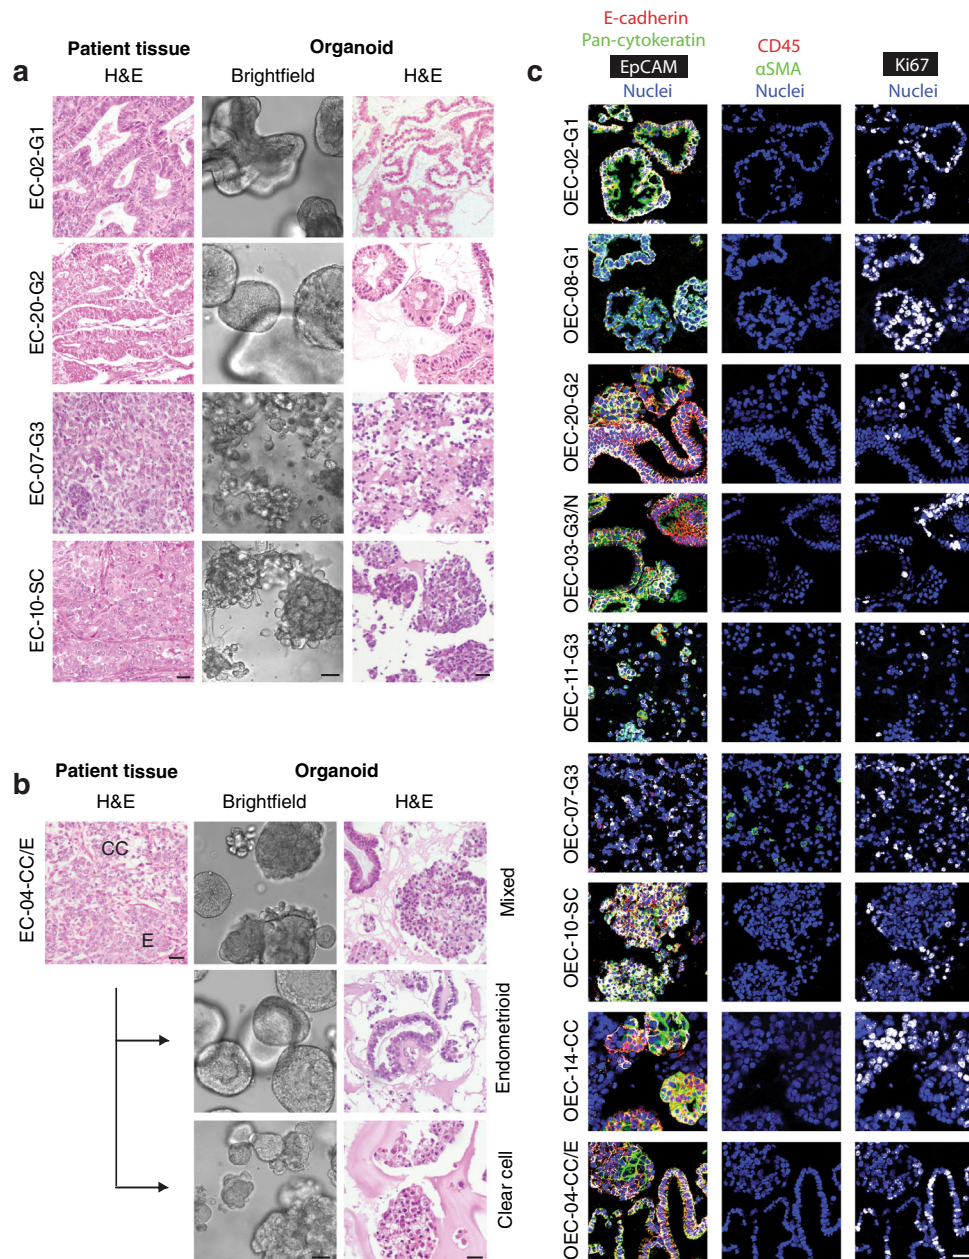 a
Patient tissue
Organoid
H&E
Brightfield
H&E
EC-02-G1
EC-20-G2
EC-07-G3
EC-10-SC
b
Patient tissue
Organoid
H&E
Brightfield
H&E
EC-04-CC/E
CC
E
Mixed
Endometrioid
Clear cell
c
E-cadherin
Pan-cytokeratin
EpCAM
Nuclei
CD45
αSMA
Nuclei
Ki67
Nuclei
OEC-02-G1
OEC-08-G1
OEC-20-G2
OEC-03-G3/N
OEC-11-G3
OEC-07-G3
OEC-10-SC
OEC-14-CC
OEC-04-CC/E